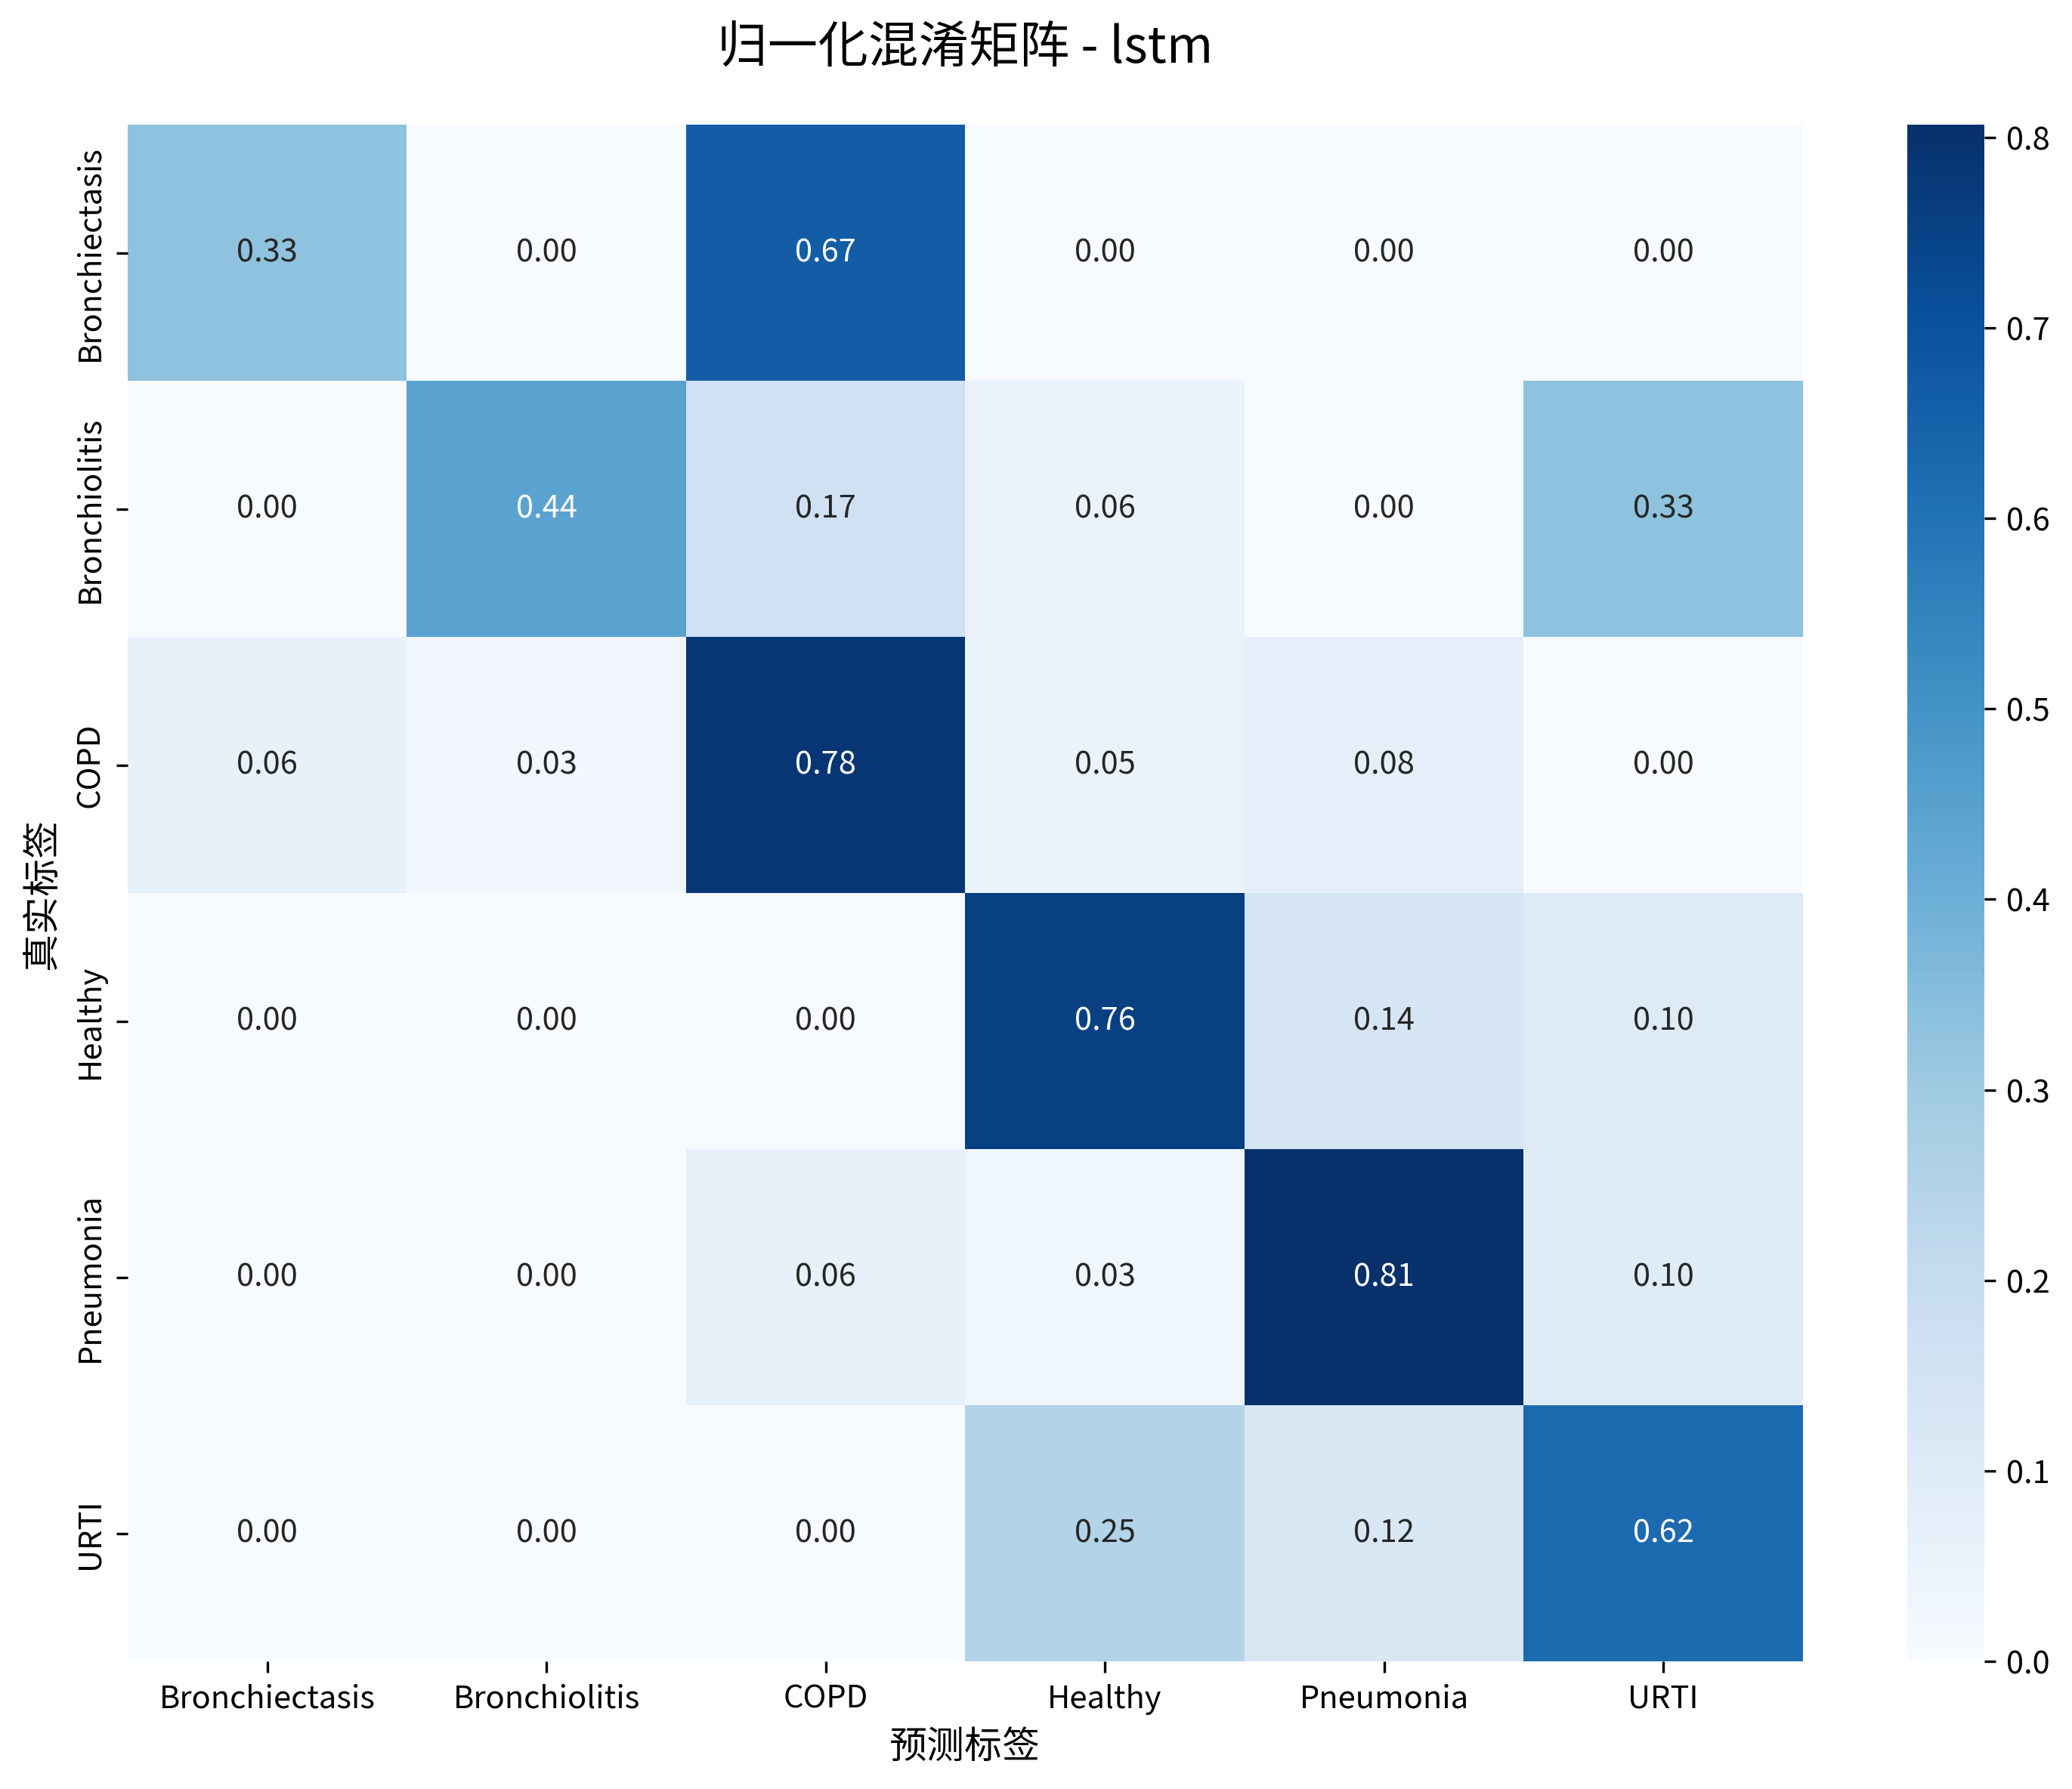 归一化混淆矩阵 - lstm
真实标签
Bronchiectasis 0.33 0.00 0.67 0.00 0.00 0.00
Bronchiolitis 0.00 0.44 0.17 0.06 0.00 0.33
COPD 0.06 0.03 0.78 0.05 0.08 0.00
Healthy 0.00 0.00 0.00 0.76 0.14 0.10
Pneumonia 0.00 0.00 0.06 0.03 0.81 0.10
URTI 0.00 0.00 0.00 0.25 0.12 0.62
Bronchiectasis Bronchiolitis COPD Healthy Pneumonia URTI
预测标签
0.8
0.7
0.6
0.5
0.4
0.3
0.2
0.1
0.0